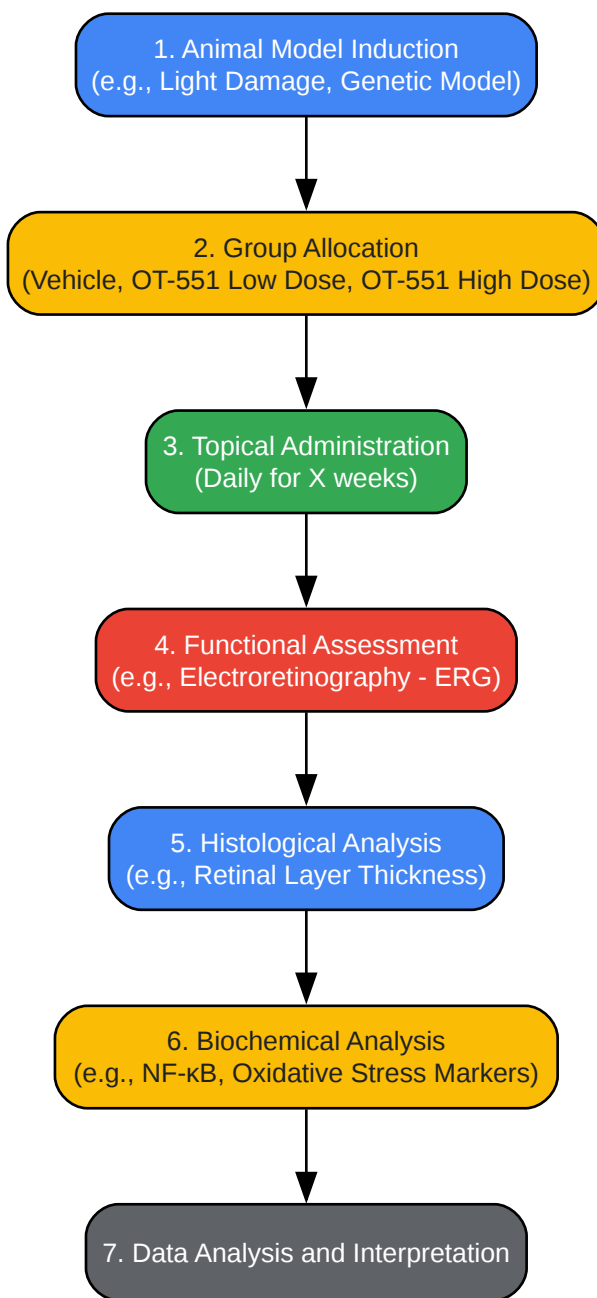 1. Animal Model Induction
(e.g., Light Damage, Genetic Model)
2. Group Allocation
(Vehicle, OT-551 Low Dose, OT-551 High Dose)
3. Topical Administration
(Daily for X weeks)
4. Functional Assessment
(e.g., Electroretinography - ERG)
5. Histological Analysis
(e.g., Retinal Layer Thickness)
6. Biochemical Analysis
(e.g., NF-κB, Oxidative Stress Markers)
7. Data Analysis and Interpretation